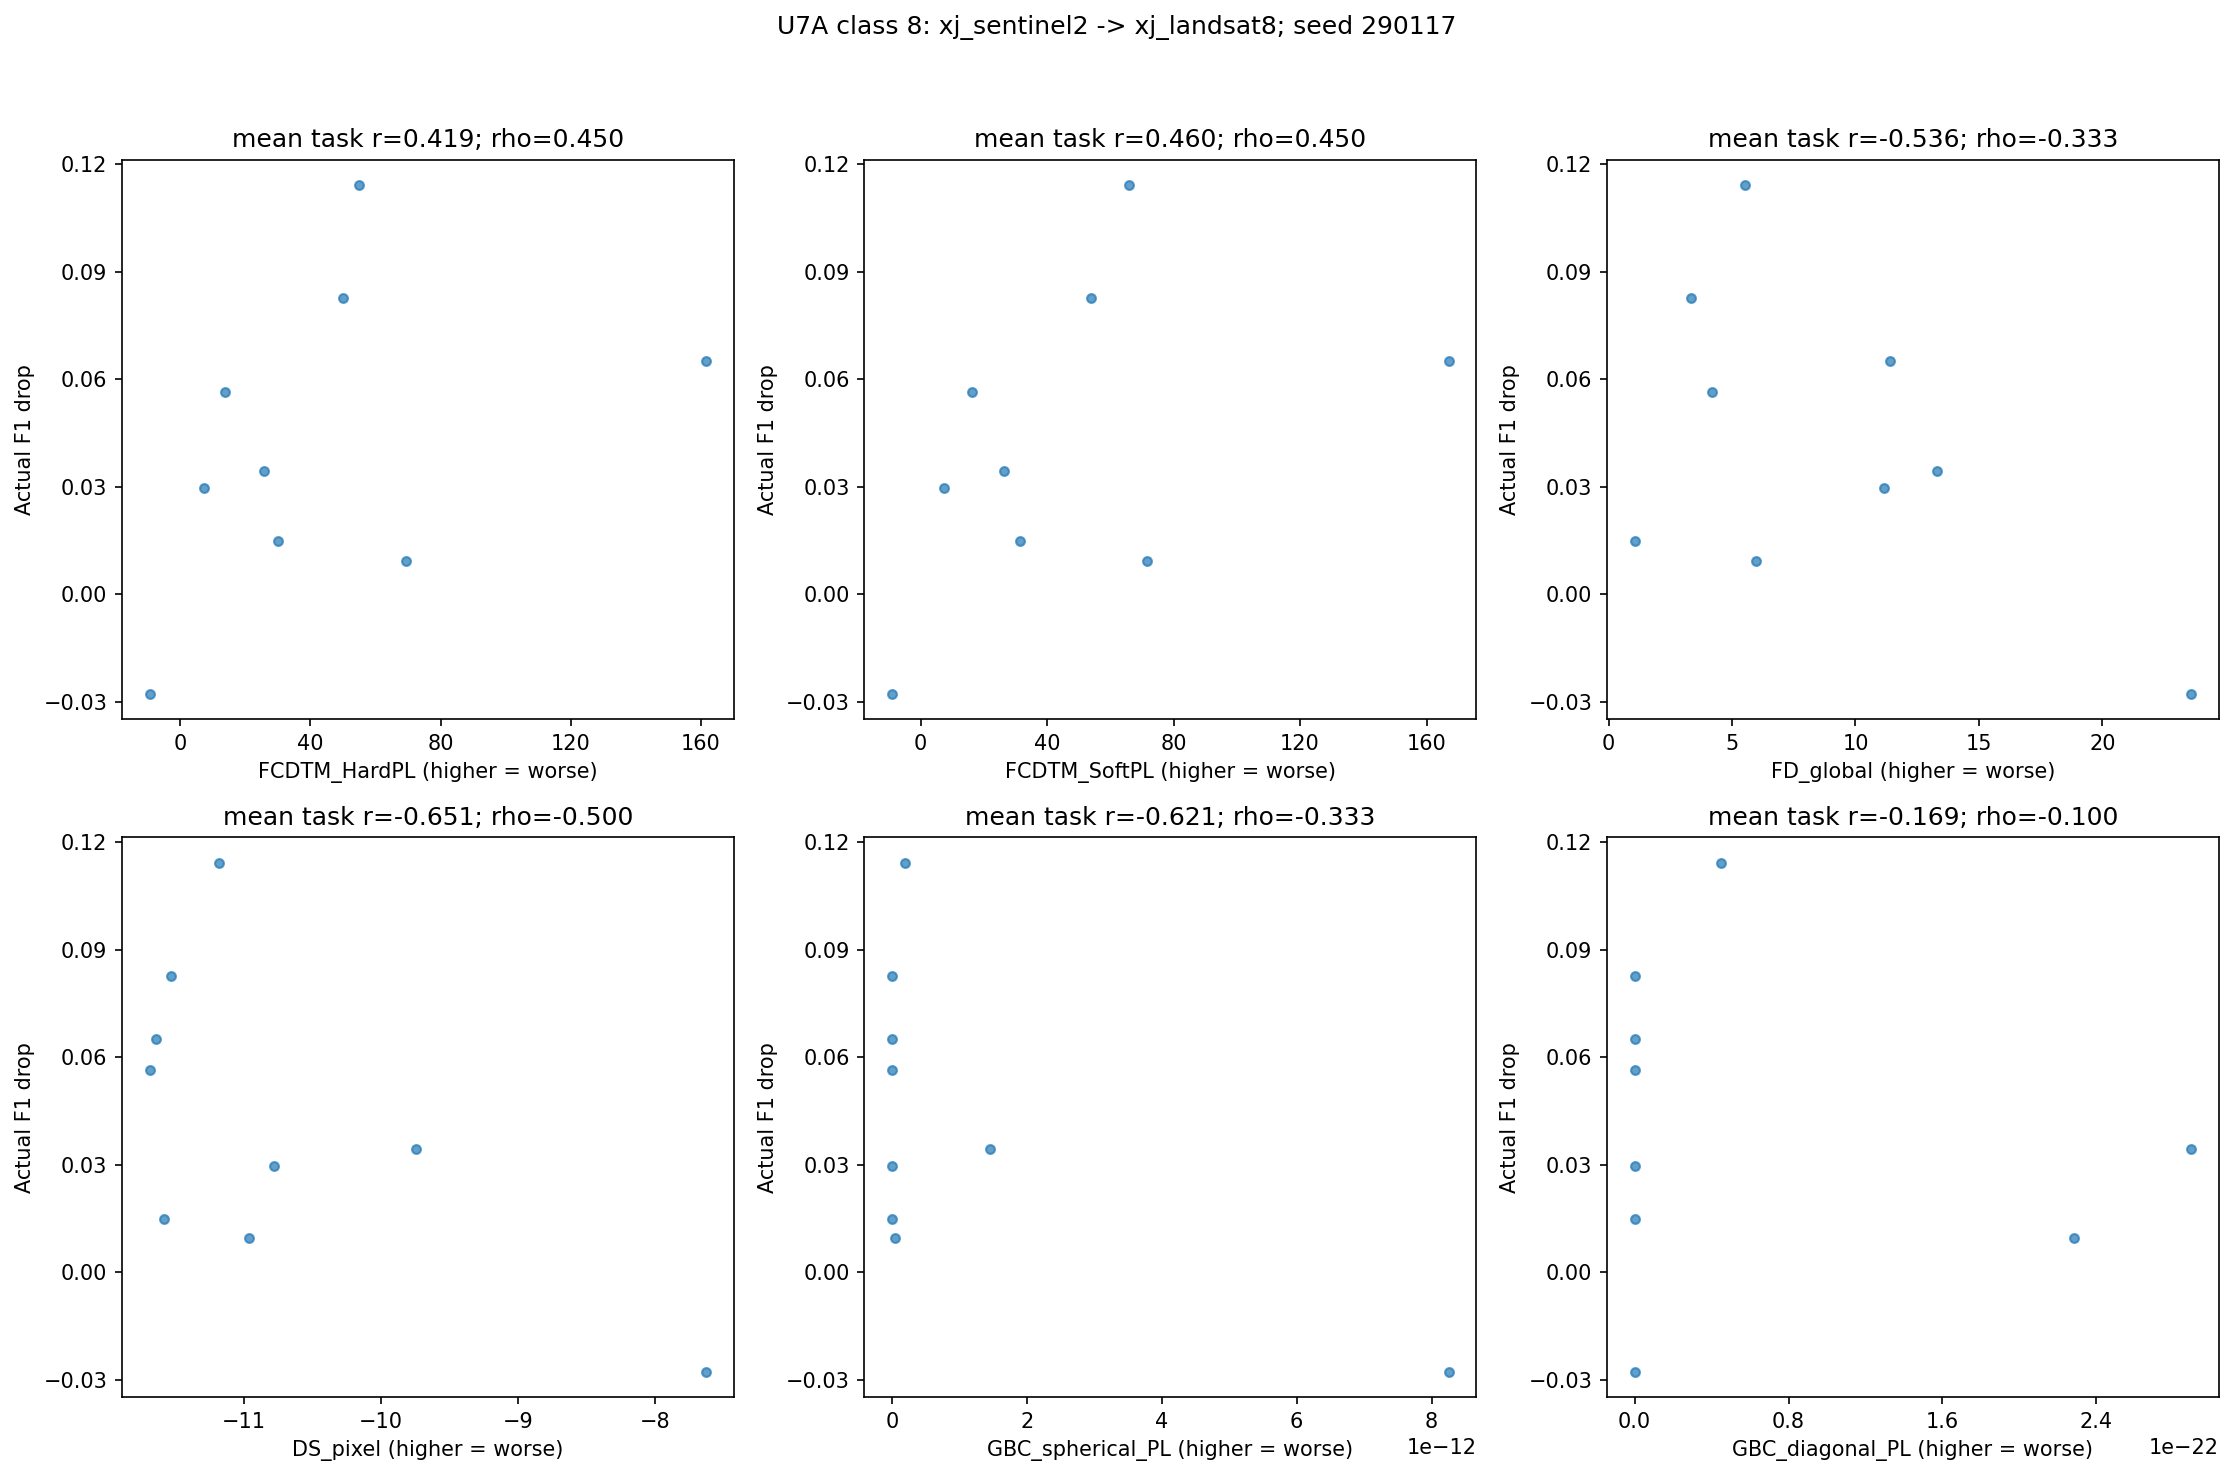 U7A class 8: xj_sentinel2 -> xj_landsat8; seed 290117
mean task r=0.419; rho=0.450
0.12
0.09
0.06
0.03
0.00
−0.03
Actual F1 drop
0 40 80 120 160
FCDTM_HardPL (higher = worse)
mean task r=0.460; rho=0.450
0.12
0.09
0.06
0.03
0.00
−0.03
Actual F1 drop
0 40 80 120 160
FCDTM_SoftPL (higher = worse)
mean task r=-0.536; rho=-0.333
0.12
0.09
0.06
0.03
0.00
−0.03
Actual F1 drop
0 5 10 15 20
FD_global (higher = worse)
mean task r=-0.651; rho=-0.500
0.12
0.09
0.06
0.03
0.00
−0.03
Actual F1 drop
−11 −10 −9 −8
DS_pixel (higher = worse)
mean task r=-0.621; rho=-0.333
0.12
0.09
0.06
0.03
0.00
−0.03
Actual F1 drop
0 2 4 6 8
1e−12
GBC_spherical_PL (higher = worse)
mean task r=-0.169; rho=-0.100
0.12
0.09
0.06
0.03
0.00
−0.03
Actual F1 drop
0.0 0.8 1.6 2.4
1e−22
GBC_diagonal_PL (higher = worse)